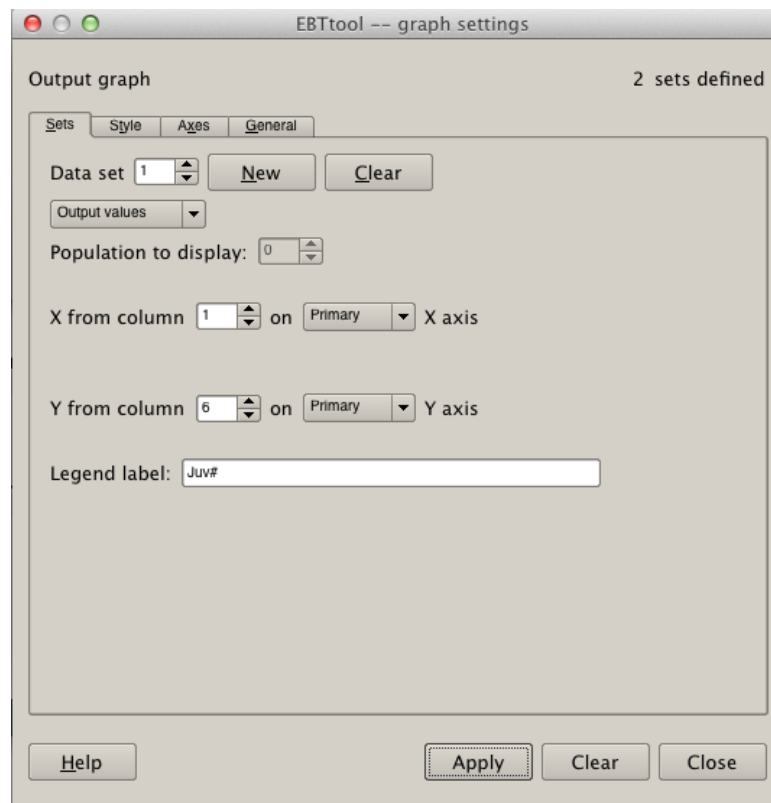 EBTtool -- graph settings
Output graph 2 sets defined
Sets Style Axes General
Data set 1 New Clear
Output values
Population to display: 0
X from column 1 on Primary X axis
Y from column 6 on Primary Y axis
Legend label: Juv#
Help Apply Clear Close